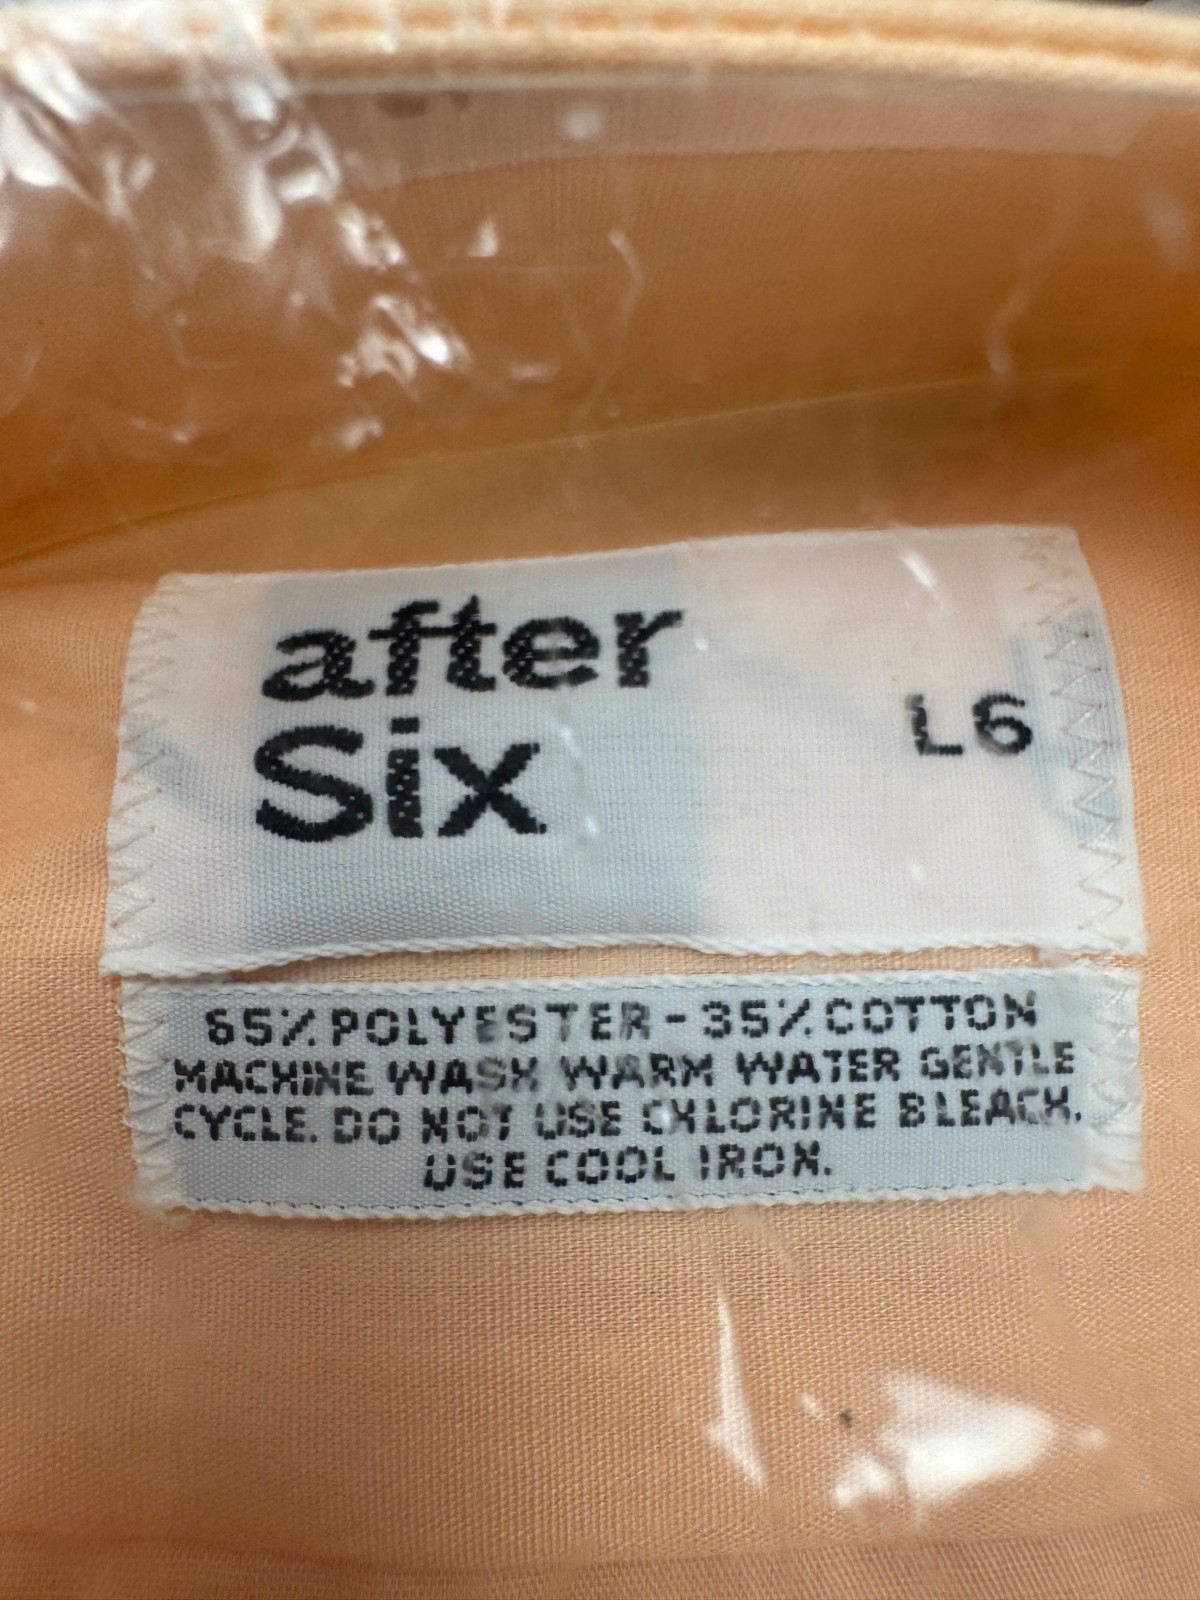 after
Six
L6
65% POLYESTER - 35% COTTON
MACHINE WASH WARM WATER GENTLE
CYCLE. DO NOT USE CHLORINE BLEACH.
USE COOL IRON.